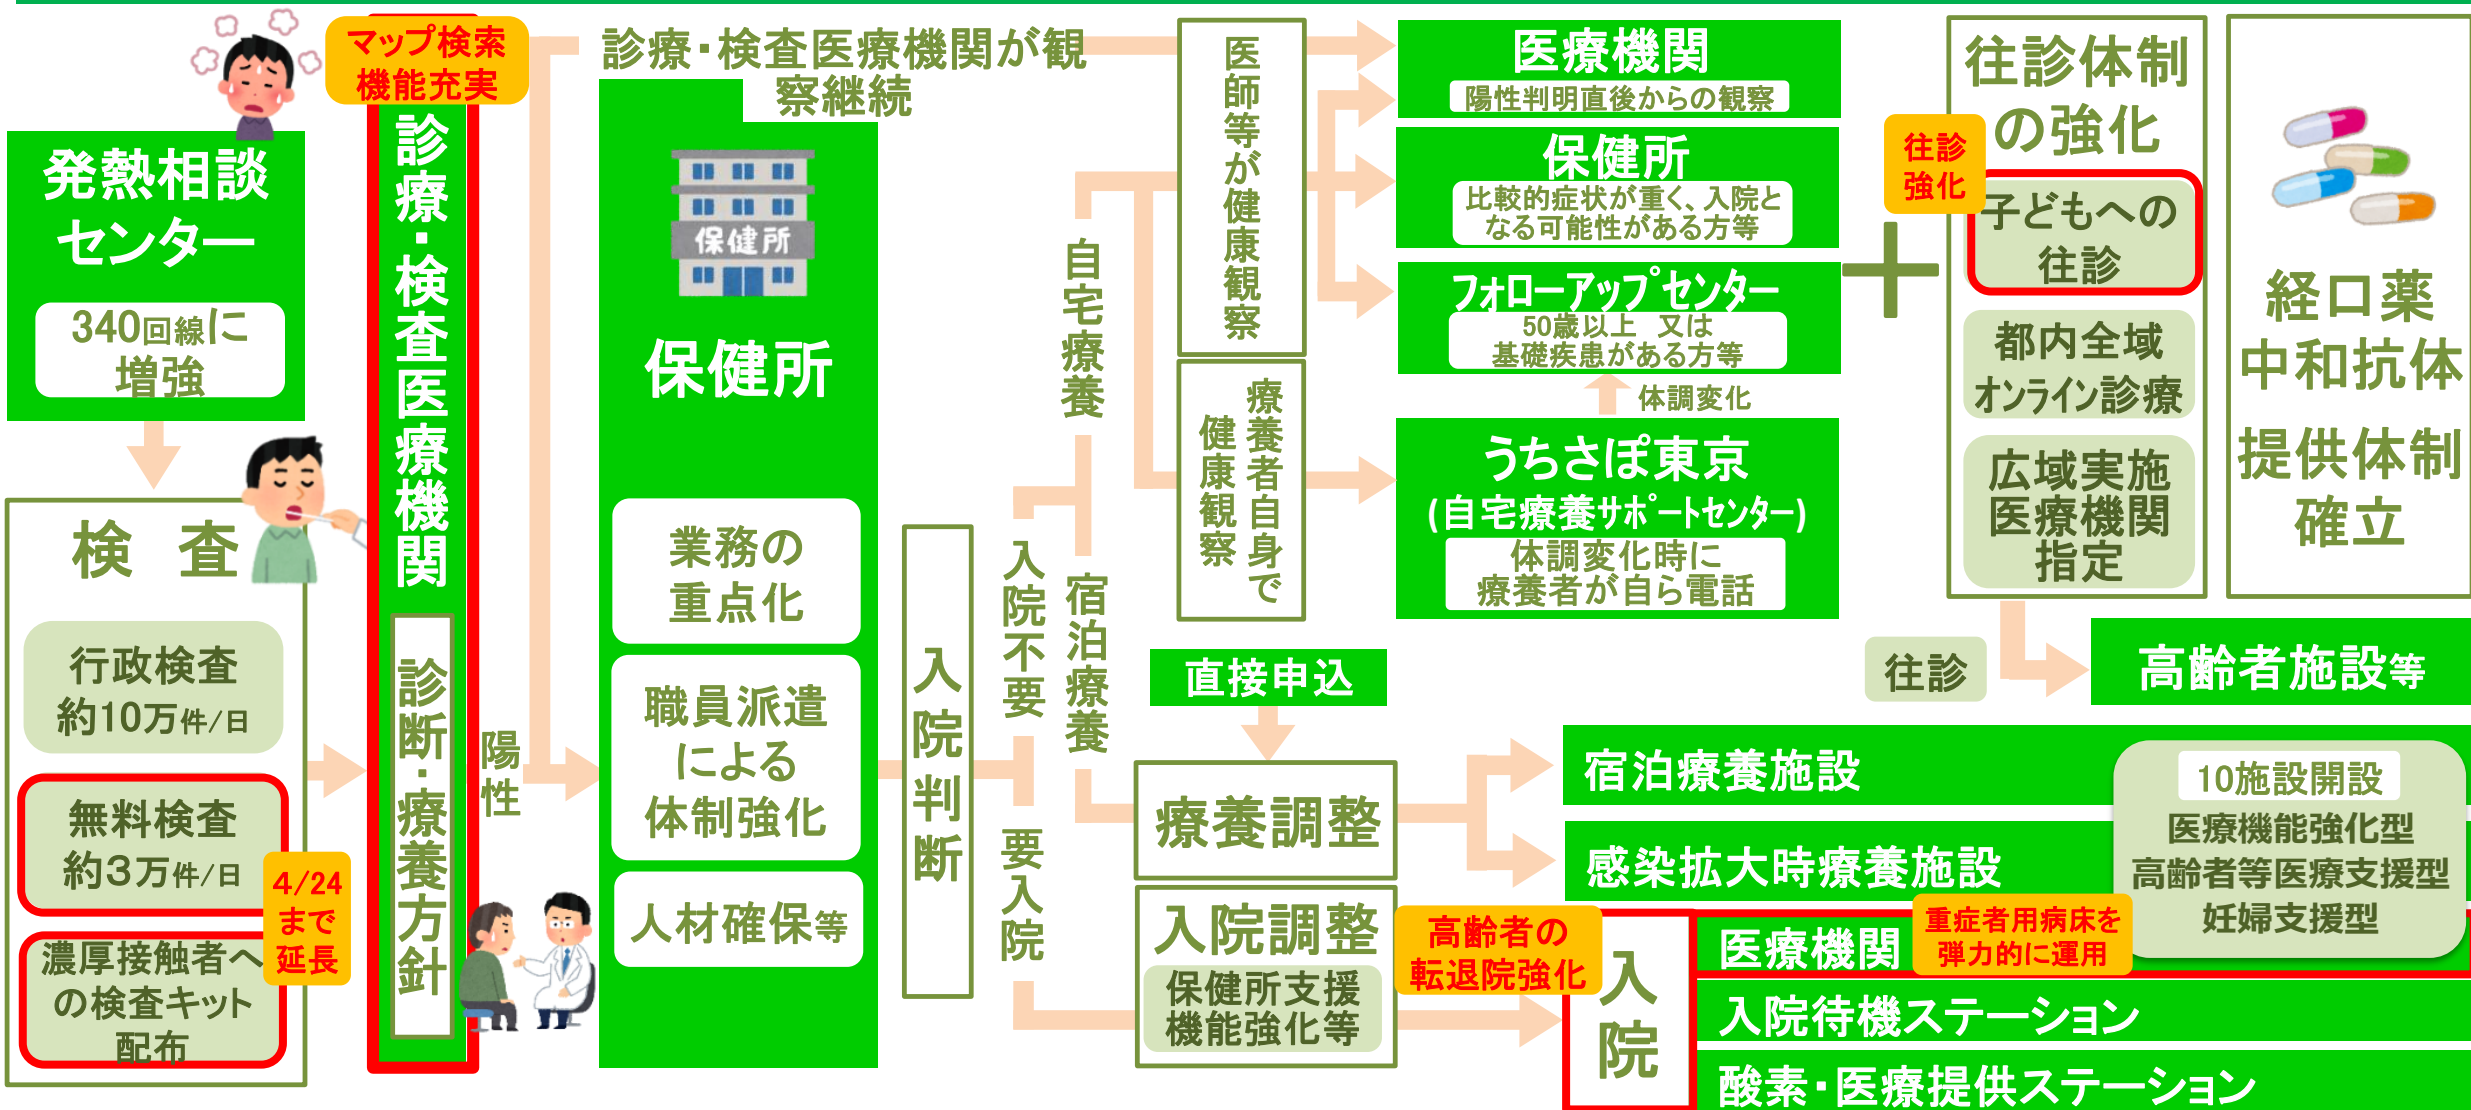 マップ検索
機能充実
発熱相談
センター
340回線に
増強
検 査
行政検査
約10万件/日
無料検査
約3万件/日
4/24
まで
延長
濃厚接触者へ
の検査キット
配布
診療・検査医療機関
診断・療養方針
陽性
診療・検査医療機関が観
察継続
保健所
保健所
業務の
重点化
職員派遣
による
体制強化
人材確保等
入院判断
入院不要
要入院
自宅療養
宿泊療養
医師等が健康観察
療養者自身で
健康観察
医療機関
陽性判明直後からの観察
保健所
比較的症状が重く、入院と
なる可能性がある方等
フォローアップセンター
50歳以上 又は
基礎疾患がある方等
体調変化
うちさぽ東京
(自宅療養サポートセンター)
体調変化時に
療養者が自ら電話
＋
往診体制
の強化
往診
強化
子どもへの
往診
都内全域
オンライン診療
広域実施
医療機関
指定
経口薬
中和抗体
提供体制
確立
往診
高齢者施設等
直接申込
療養調整
宿泊療養施設
感染拡大時療養施設
10施設開設
医療機能強化型
高齢者等医療支援型
妊婦支援型
入院調整
保健所支援
機能強化等
高齢者の
転退院強化
入院
医療機関
重症者用病床を
弾力的に運用
入院待機ステーション
酸素・医療提供ステーション